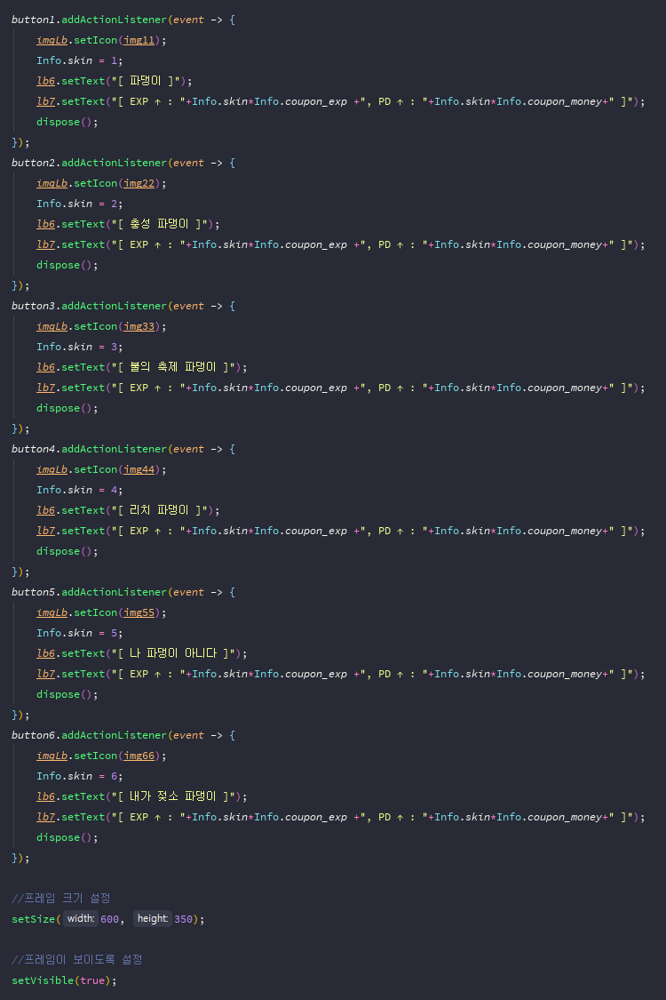 button1.addActionListener(event -> {
    imgLb.setIcon(img11);
    Info.skin = 1;
    lb6.setText("[ 파댕이 ]");
    lb7.setText("[ EXP ↑ : "+Info.skin*Info.coupon_exp +", PD ↑ : "+Info.skin*Info.coupon_money+" ]");
    dispose();
});
button2.addActionListener(event -> {
    imgLb.setIcon(img22);
    Info.skin = 2;
    lb6.setText("[ 충성 파댕이 ]");
    lb7.setText("[ EXP ↑ : "+Info.skin*Info.coupon_exp +", PD ↑ : "+Info.skin*Info.coupon_money+" ]");
    dispose();
});
button3.addActionListener(event -> {
    imgLb.setIcon(img33);
    Info.skin = 3;
    lb6.setText("[ 불의 축제 파댕이 ]");
    lb7.setText("[ EXP ↑ : "+Info.skin*Info.coupon_exp +", PD ↑ : "+Info.skin*Info.coupon_money+" ]");
    dispose();
});
button4.addActionListener(event -> {
    imgLb.setIcon(img44);
    Info.skin = 4;
    lb6.setText("[ 리치 파댕이 ]");
    lb7.setText("[ EXP ↑ : "+Info.skin*Info.coupon_exp +", PD ↑ : "+Info.skin*Info.coupon_money+" ]");
    dispose();
});
button5.addActionListener(event -> {
    imgLb.setIcon(img55);
    Info.skin = 5;
    lb6.setText("[ 나 파댕이 아니다 ]");
    lb7.setText("[ EXP ↑ : "+Info.skin*Info.coupon_exp +", PD ↑ : "+Info.skin*Info.coupon_money+" ]");
    dispose();
});
button6.addActionListener(event -> {
    imgLb.setIcon(img66);
    Info.skin = 6;
    lb6.setText("[ 내가 젖소 파댕이 ]");
    lb7.setText("[ EXP ↑ : "+Info.skin*Info.coupon_exp +", PD ↑ : "+Info.skin*Info.coupon_money+" ]");
    dispose();
});
//프레임 크기 설정
setSize( width: 600, height: 350);
//프레임이 보이도록 설정
setVisible(true);